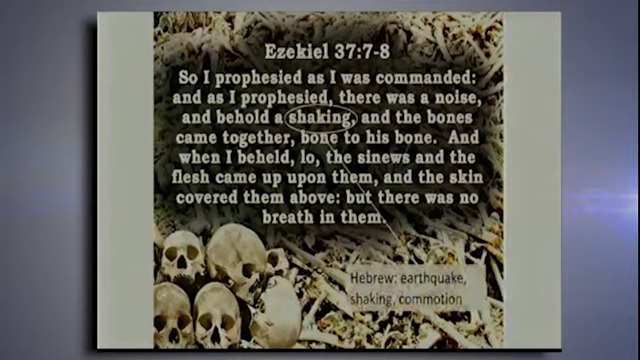 Ezekiel 37:7-8
So I prophesied as I was commanded:
and as I prophesied, there was a noise,
and behold a shaking, and the bones
came together, bone to his bone. And
when I beheld, lo, the sinews and the
flesh came up upon them, and the skin
covered them above: but there was no
breath in them.
Hebrew: earthquake,
shaking, commotion